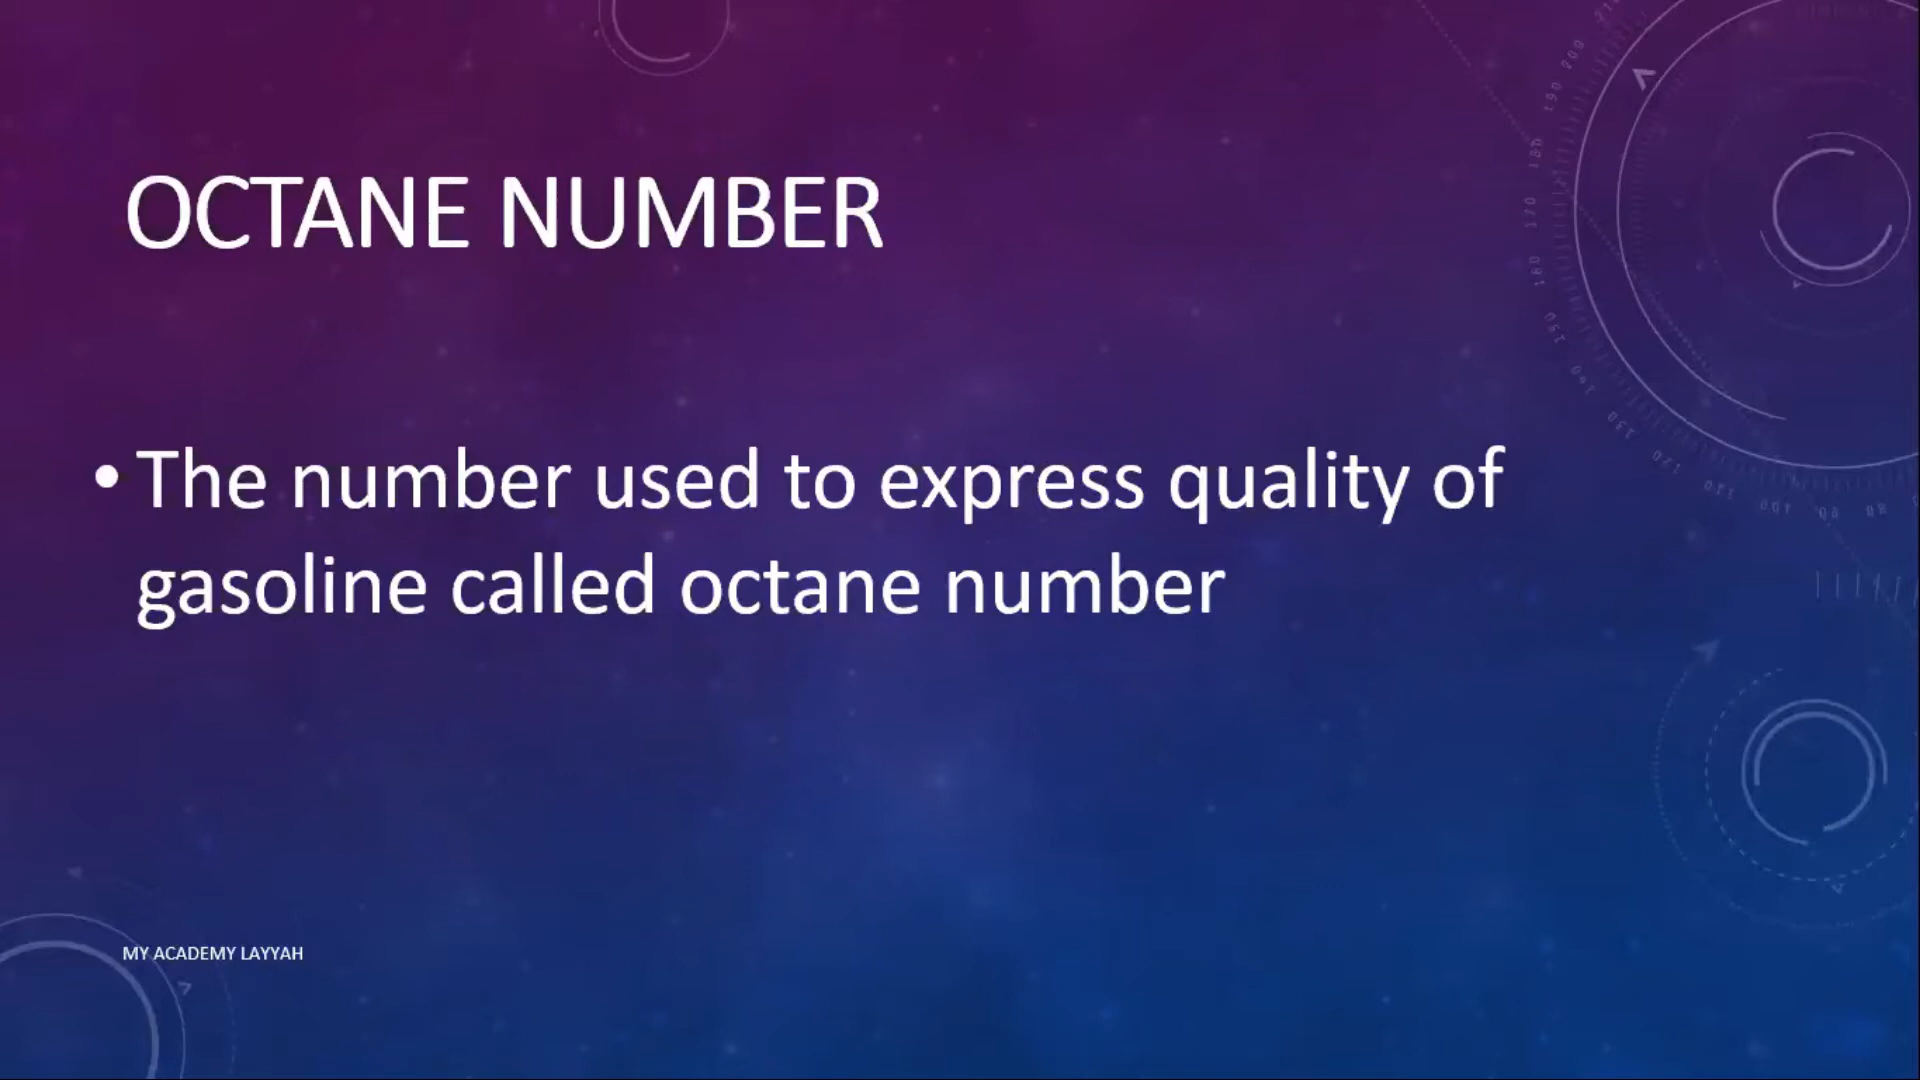 OCTANE NUMBER
• The number used to express quality of
gasoline called octane number
MY ACADEMY LAYYAH